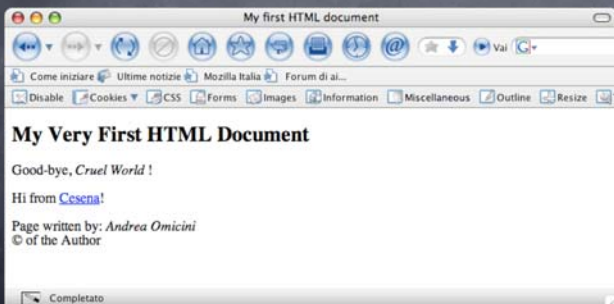 My first HTML document
Vai
Come iniziare Ultime notizie Mozilla Italia Forum di ai...
Disable Cookies CSS Forms Images Information Miscellaneous Outline Resize
My Very First HTML Document
Good-bye, Cruel World !
Hi from Cesena!
Page written by: Andrea Omicini
© of the Author
Completato